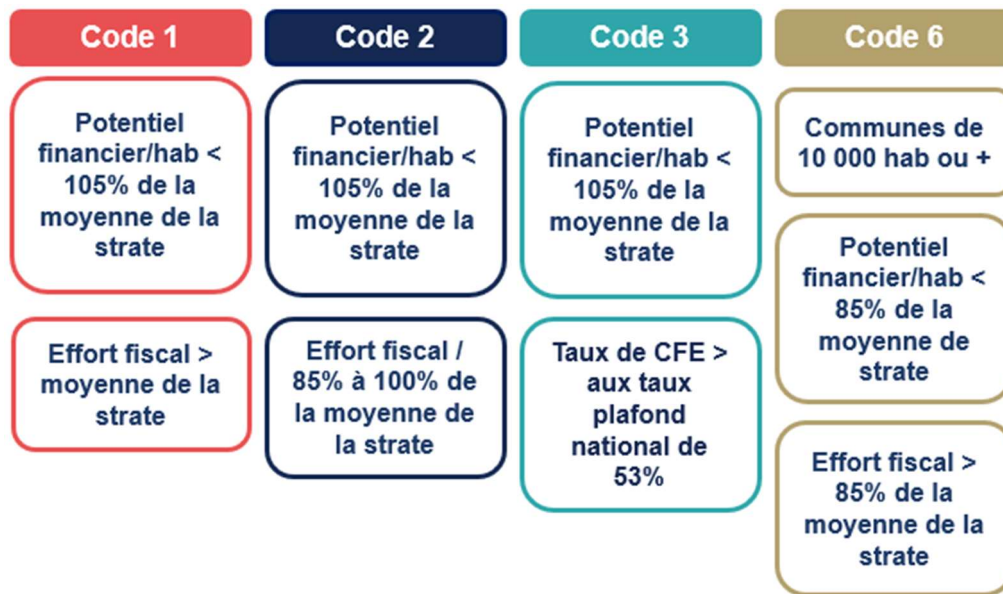 Code 1
Potentiel
financier/hab <
105% de la
moyenne de la
strate
Effort fiscal >
moyenne de la
strate
Code 2
Potentiel
financier/hab <
105% de la
moyenne de la
strate
Effort fiscal /
85% à 100% de
la moyenne de
la strate
Code 3
Potentiel
financier/hab <
105% de la
moyenne de la
strate
Taux de CFE >
aux taux
plafond
national de
53%
Code 6
Communes de
10 000 hab ou +
Potentiel
financier/hab <
85% de la
moyenne de
strate
Effort fiscal >
85% de la
moyenne de la
strate